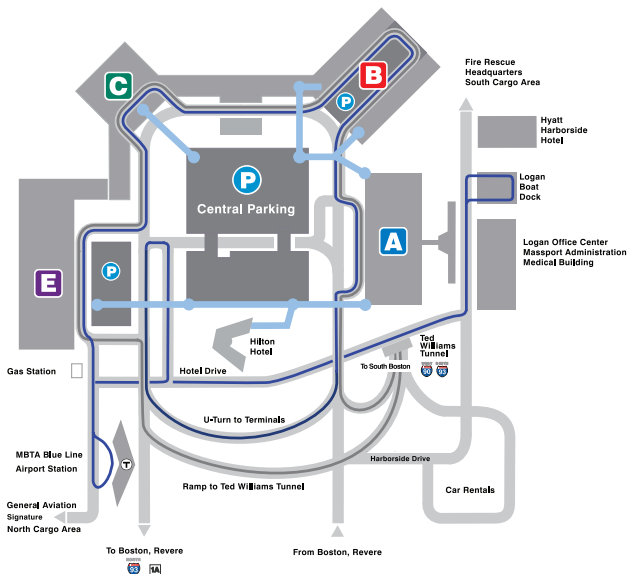 C
B
P
Fire Rescue
Headquarters
South Cargo Area
Hyatt
Harborside
Hotel
P
Central Parking
Logan
Boat
Dock
A
Logan Office Center
Massport Administration
Medical Building
E
P
Hilton
Hotel
Ted
Williams
Tunnel
To South Boston
90
93
Gas Station
Hotel Drive
U-Turn to Terminals
MBTA Blue Line
Airport Station
T
Harborside Drive
Ramp to Ted Williams Tunnel
Car Rentals
General Aviation
Signature
North Cargo Area
To Boston, Revere
From Boston, Revere
93
1A